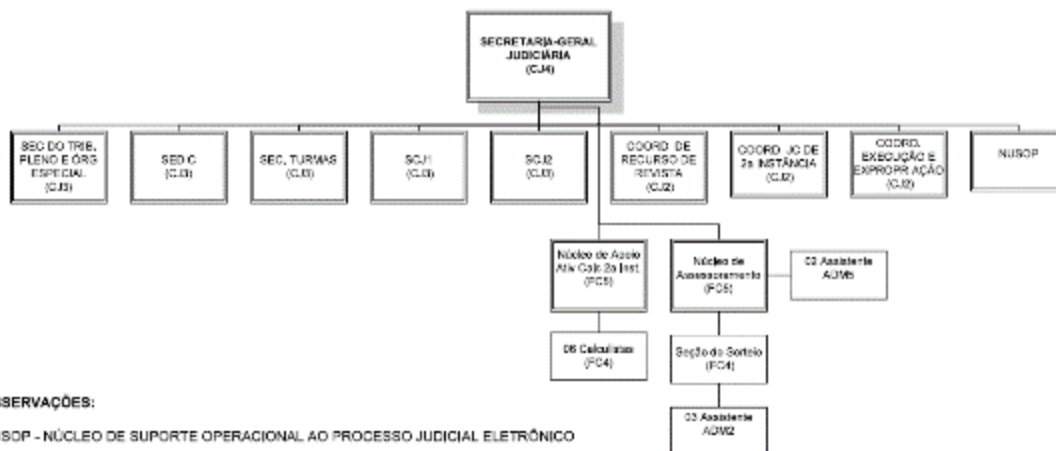 SECRETARIA-GERAL
JUDICIÁRIA
(CJ4)
SEC DO TRIB.
PLENO E ÓRG
ESPECIAL
(CJ3)
SEDIC
(CJ3)
SEC. TURMAS
(CJ3)
SCJ1
(CJ3)
SCJ2
(CJ3)
COORD. DE
RECURSO DE
REVISTA
(CJ2)
COORD. JC DE
2a INSTÂNCIA
(CJ2)
COORD.
EXECUÇÃO E
EXPROPRIAÇÃO
(CJ2)
NUSOP
Núcleo de Apoio
Ativ Calc 2a Inst.
(FC5)
Núcleo de
Assessoramento
(FC5)
02 Assistente
ADM5
06 Calculistas
(FC4)
Seção de Sorteio
(FC4)
03 Assistente
ADM2
SERVAÇÕES:
SOP - NÚCLEO DE SUPORTE OPERACIONAL AO PROCESSO JUDICIAL ELETRÔNICO